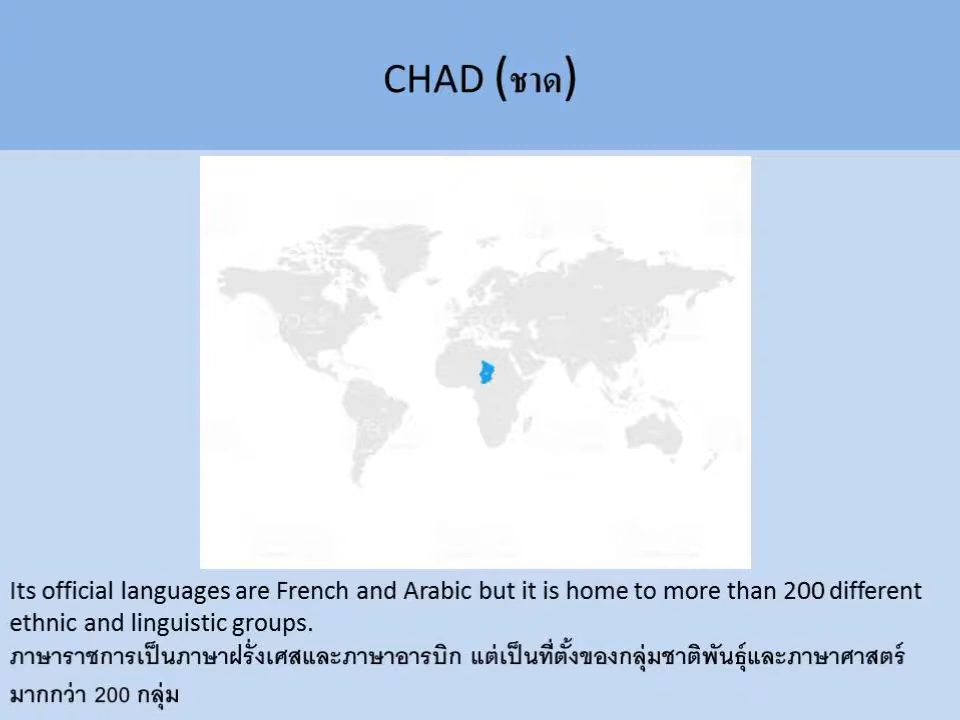 CHAD (ชาด)
Its official languages are French and Arabic but it is home to more than 200 different
ethnic and linguistic groups.
ภาษาราชการเป็นภาษาฝรั่งเศสและภาษาอารบิก แต่เป็นที่ตั้งของกลุ่มชาติพันธุ์และภาษาศาสตร์
มากกว่า 200 กลุ่ม